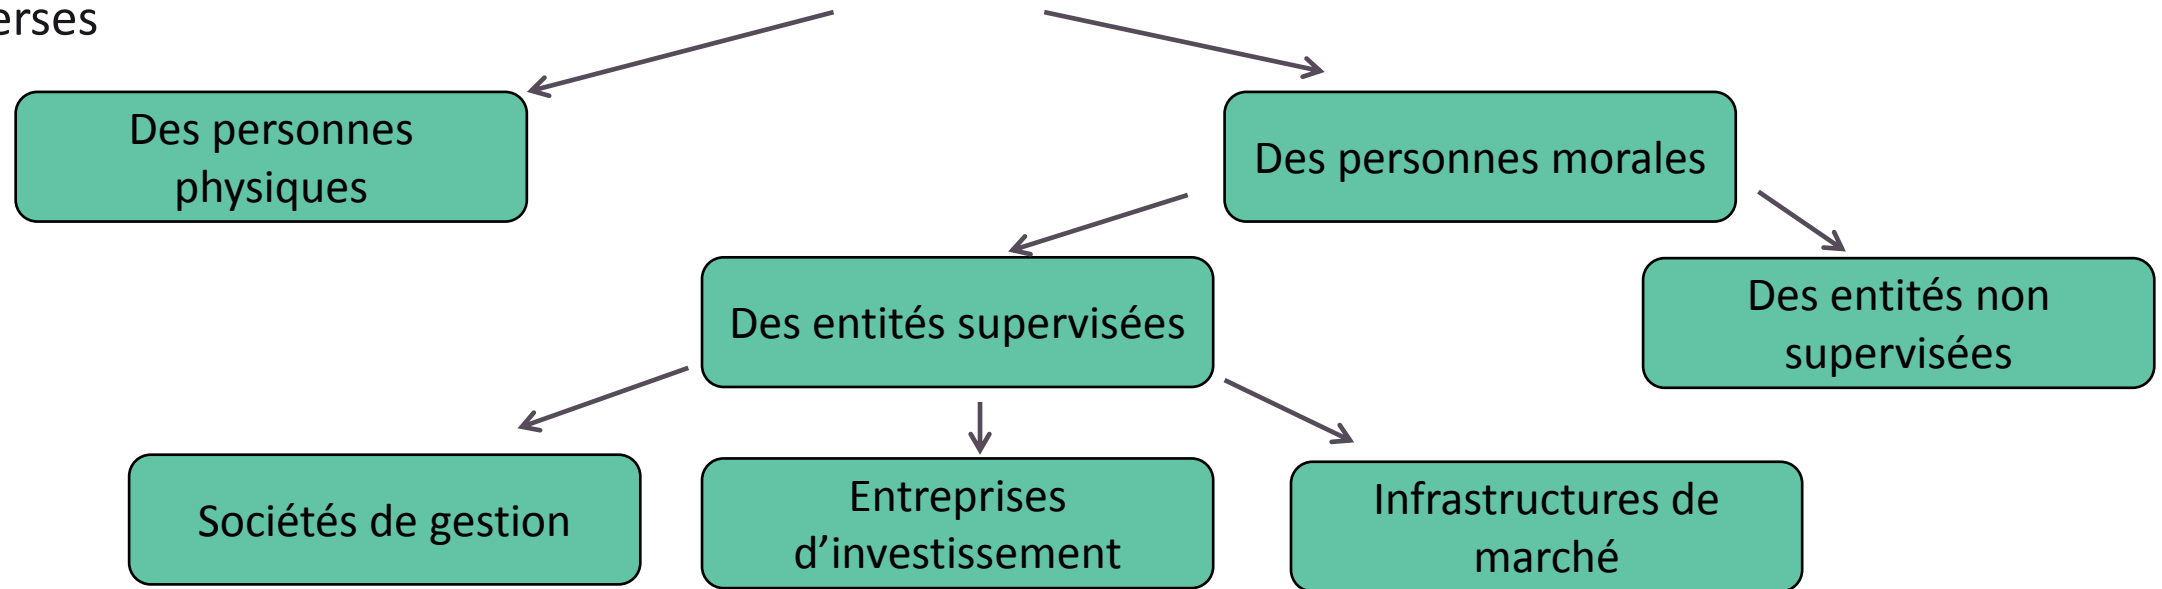 erses
Des personnes
physiques
Des personnes morales
Des entités supervisées
Des entités non
supervisées
Sociétés de gestion
Entreprises
d’investissement
Infrastructures de
marché